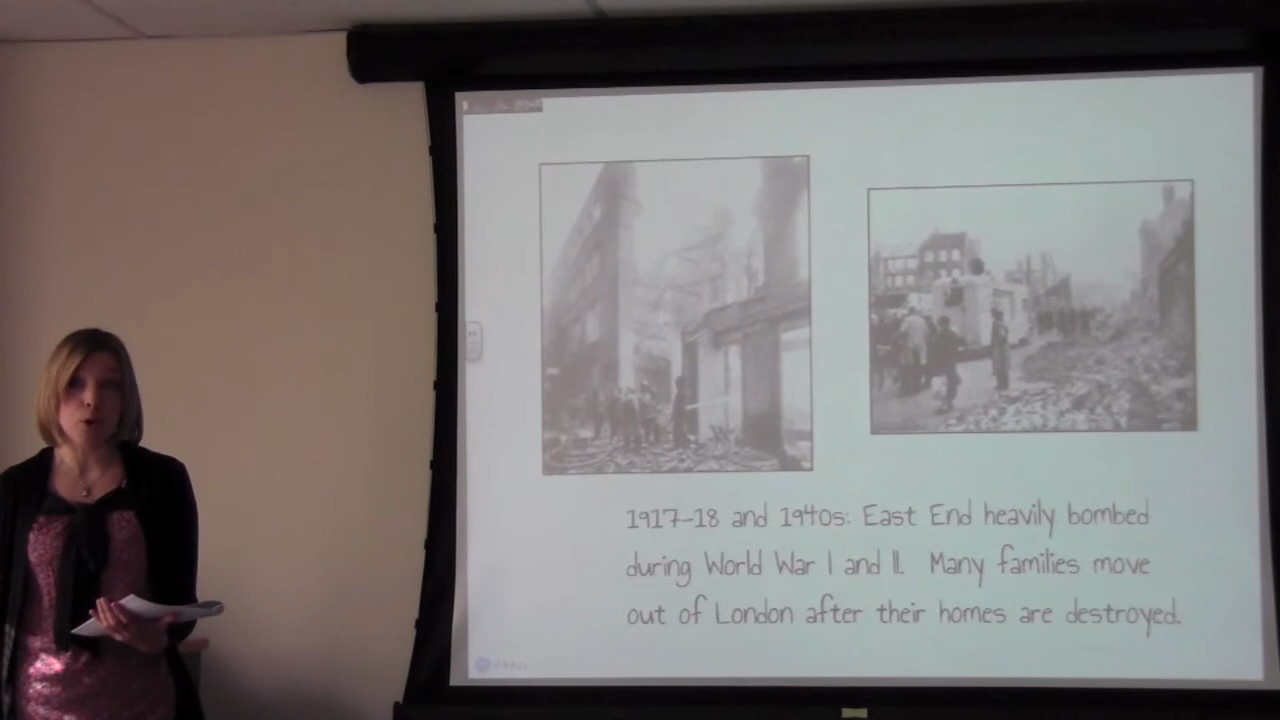 1917-18 and 1940s: East End heavily bombed
during World War I and II. Many families move
out of London after their homes are destroyed.